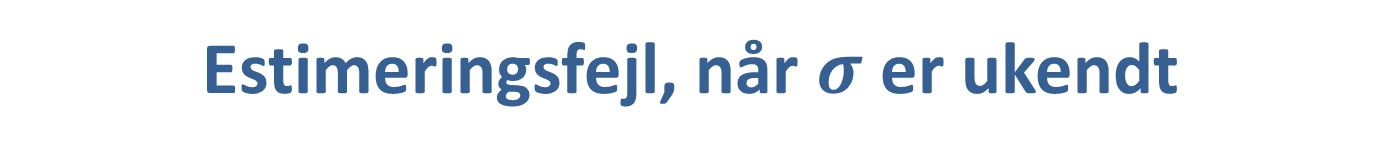 Estimeringsfejl, når σ er ukendt